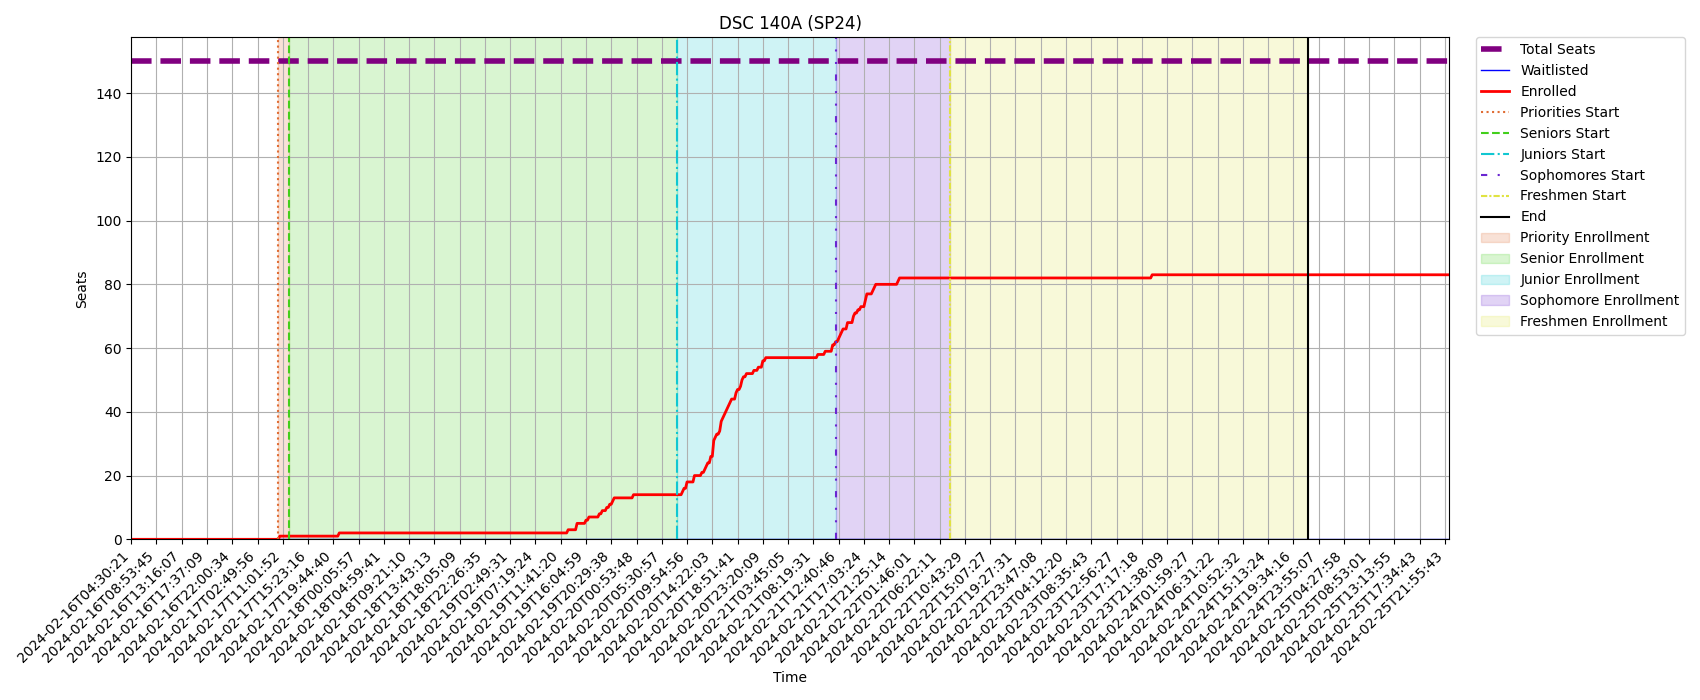 DSC 140A (SP24)
Total Seats
Waitlisted
Enrolled
Priorities Start
Seniors Start
Juniors Start
Sophomores Start
Freshmen Start
End
Priority Enrollment
Senior Enrollment
Junior Enrollment
Sophomore Enrollment
Freshmen Enrollment
Seats
140
120
100
80
60
40
20
0
2024-02-16T04:30:21
2024-02-16T08:53:45
2024-02-16T13:16:07
2024-02-16T17:37:09
2024-02-16T22:00:34
2024-02-17T02:49:56
2024-02-17T11:01:52
2024-02-17T15:23:16
2024-02-17T19:44:40
2024-02-18T00:05:57
2024-02-18T04:59:41
2024-02-18T09:21:10
2024-02-18T13:43:13
2024-02-18T18:05:09
2024-02-18T22:26:35
2024-02-19T02:49:31
2024-02-19T07:19:24
2024-02-19T11:41:20
2024-02-19T16:04:59
2024-02-19T20:29:38
2024-02-20T00:53:48
2024-02-20T05:30:57
2024-02-20T09:54:56
2024-02-20T14:22:03
2024-02-20T18:51:41
2024-02-20T23:20:09
2024-02-21T03:45:05
2024-02-21T08:19:31
2024-02-21T12:40:46
2024-02-21T17:03:24
2024-02-21T21:25:14
2024-02-22T01:46:01
2024-02-22T06:22:11
2024-02-22T10:43:29
2024-02-22T15:07:27
2024-02-22T19:27:31
2024-02-22T23:47:08
2024-02-23T04:12:20
2024-02-23T08:35:43
2024-02-23T12:56:27
2024-02-23T17:17:18
2024-02-23T21:38:09
2024-02-24T01:59:27
2024-02-24T06:31:22
2024-02-24T10:52:32
2024-02-24T15:13:24
2024-02-24T19:34:16
2024-02-24T23:55:07
2024-02-25T04:27:58
2024-02-25T08:53:01
2024-02-25T13:13:55
2024-02-25T17:34:43
2024-02-25T21:55:43
Time